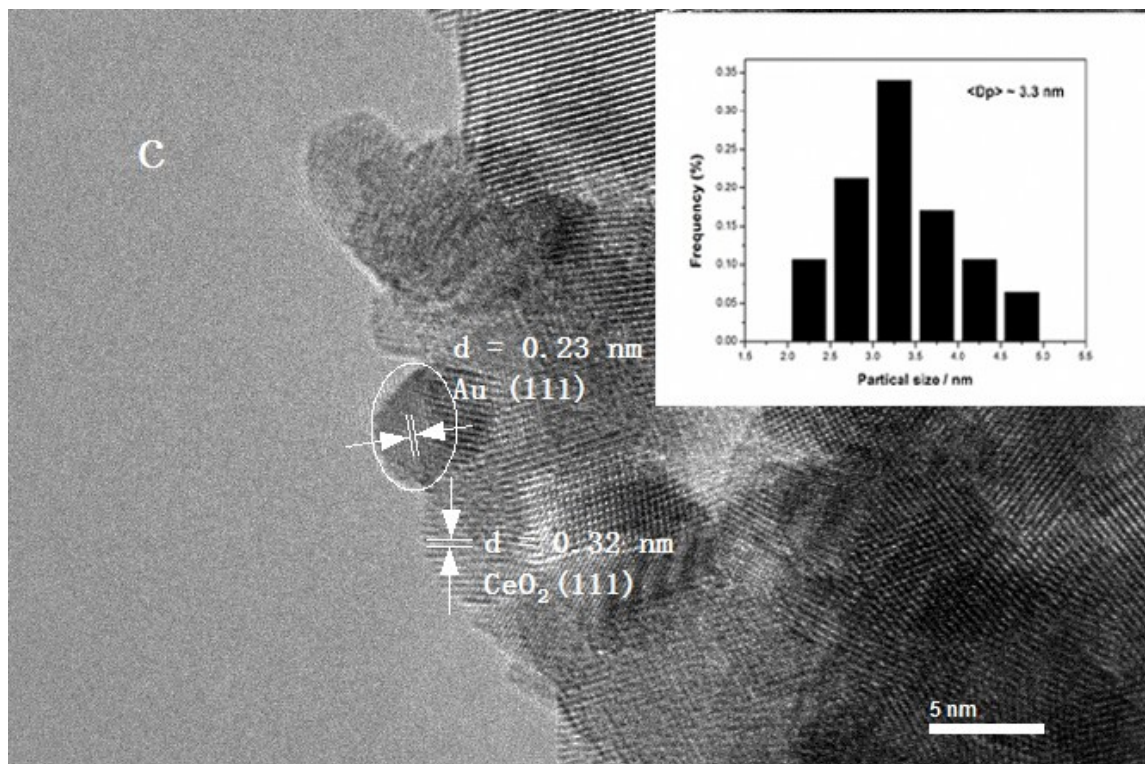 C
d = 0.23 nm
Au (111)
d = 0.32 nm
CeO₂ (111)
5 nm
<Dp> ~ 3.3 nm
Frequency (%)
0.35
0.30
0.25
0.20
0.15
0.10
0.05
0.00
1.5 2.0 2.5 3.0 3.5 4.0 4.5 5.0 5.5
Partical size / nm